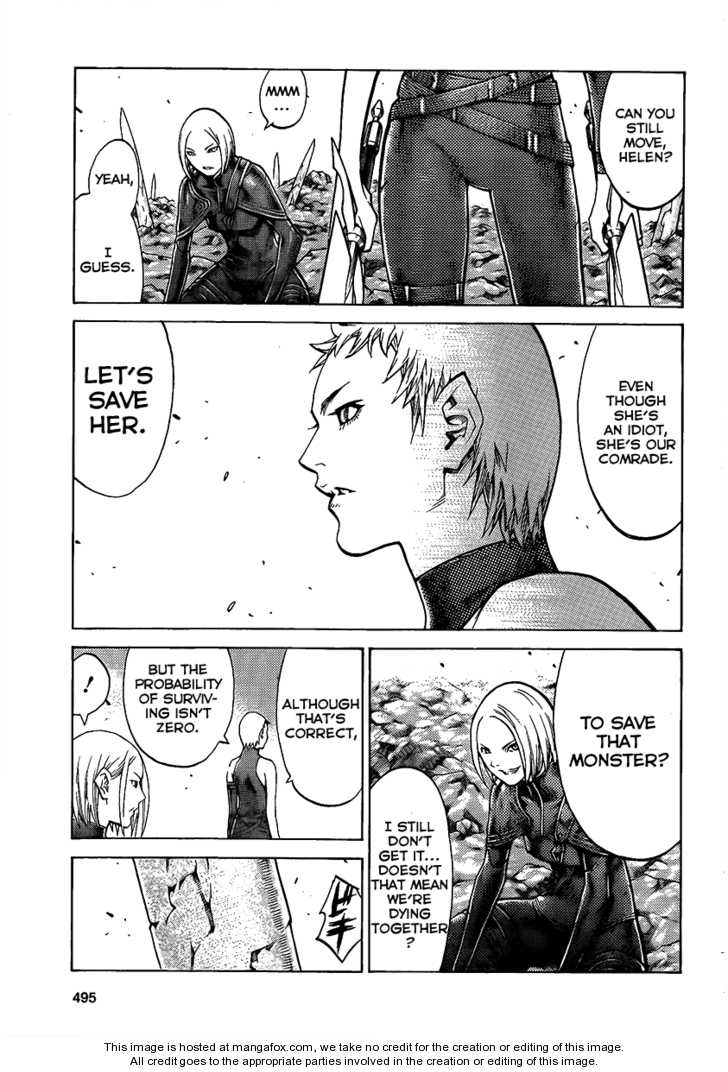 CAN YOU
STILL
MOVE,
HELEN?
MMM
...
YEAH,
I
GUESS.
EVEN
THOUGH
SHE'S
AN IDIOT,
SHE'S OUR
COMRADE.
LET'S
SAVE
HER.
TO SAVE
THAT
MONSTER?
I STILL
DON'T
GET IT...
DOESN'T
THAT MEAN
WE'RE
DYING
TOGETHER
?
ALTHOUGH
THAT'S
CORRECT,
BUT THE
PROBABILITY
OF SURVIV-
ING ISN'T
ZERO.
!
ビキ
495
This image is hosted at mangafox.com, we take no credit for the creation or editing of this image.
All credit goes to the appropriate parties involved in the creation or editing of this image.